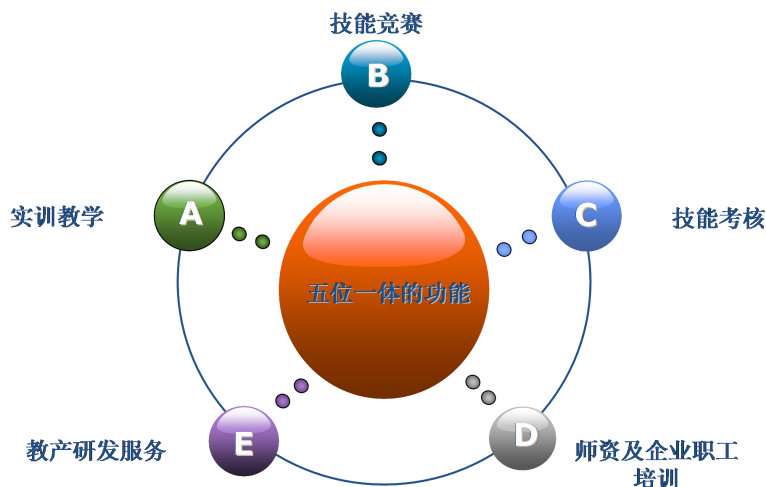 技能竞赛
B
实训教学
A
C
技能考核
五位一体的功能
教产研发服务
E
D
师资及企业职工
培训